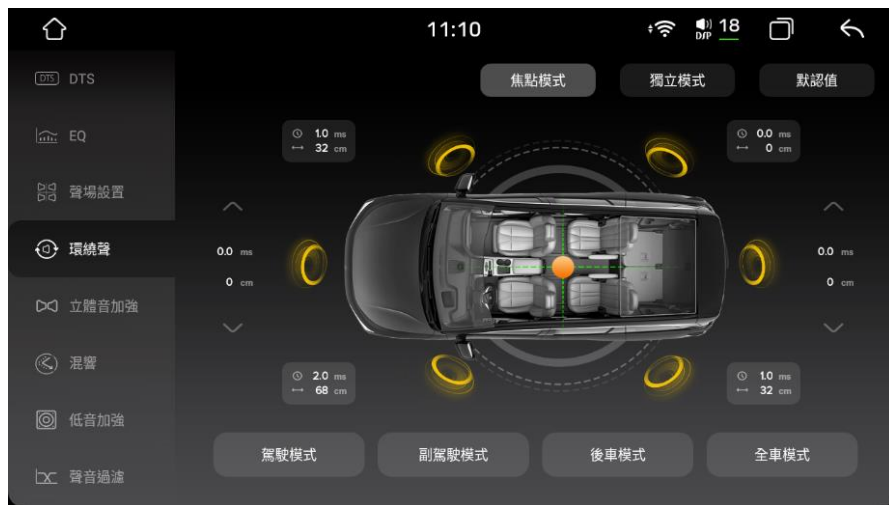 11:10
DSP 18
DTS DTS
焦點模式 獨立模式 默認值
EQ
1.0 ms
32 cm
0.0 ms
0 cm
聲場設置
環繞聲
0.0 ms
0 cm
0.0 ms
0 cm
立體音加強
混響
2.0 ms
68 cm
1.0 ms
32 cm
低音加強
駕駛模式 副駕駛模式 後車模式 全車模式
聲音過濾